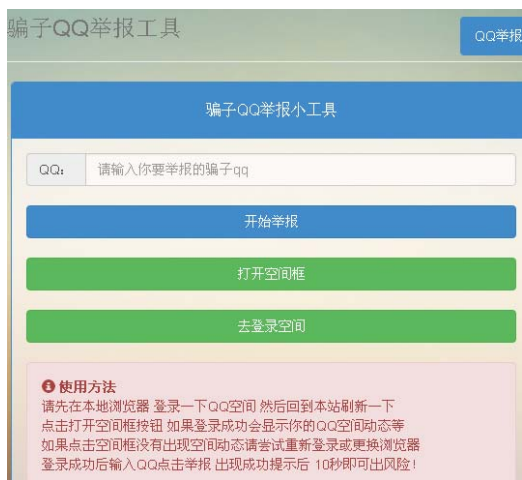 骗子QQ举报工具
QQ举报
骗子QQ举报小工具
QQ: 请输入你要举报的骗子qq
开始举报
打开空间框
去登录空间
使用方法
请先在本地浏览器 登录一下QQ空间 然后回到本站刷新一下
点击打开空间框按钮 如果登录成功会显示你的QQ空间动态等
如果点击空间框没有出现空间动态请尝试重新登录或更换浏览器
登录成功后输入QQ点击举报 出现成功提示后 10秒即可出风险!